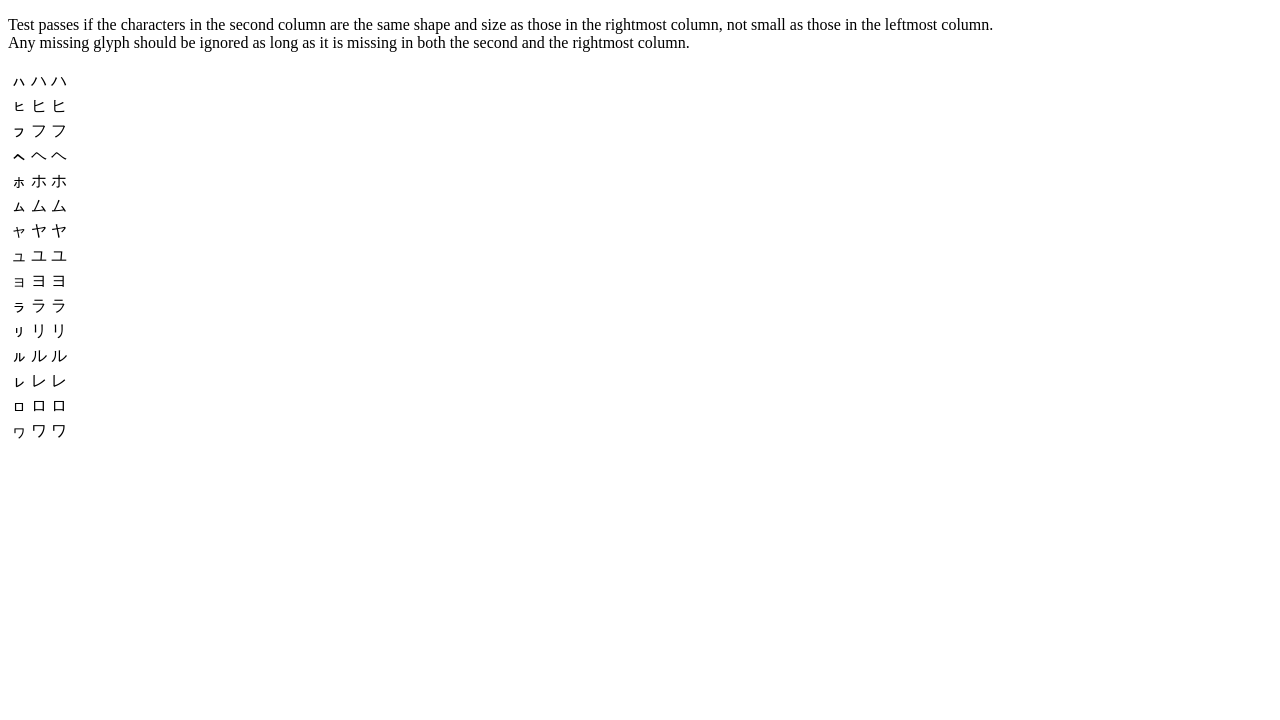 Test passes if the characters in the second column are the same shape and size as those in the rightmost column, not small as those in the leftmost column.
Any missing glyph should be ignored as long as it is missing in both the second and the rightmost column.
ㇵ ハ ハ
ㇶ ヒ ヒ
ㇷ フ フ
ㇸ ヘ ヘ
ㇹ ホ ホ
ㇺ ム ム
ャ ヤ ヤ
ュ ユ ユ
ョ ヨ ヨ
ㇻ ラ ラ
ㇼ リ リ
ㇽ ル ル
ㇾ レ レ
ㇿ ロ ロ
ヮ ワ ワ